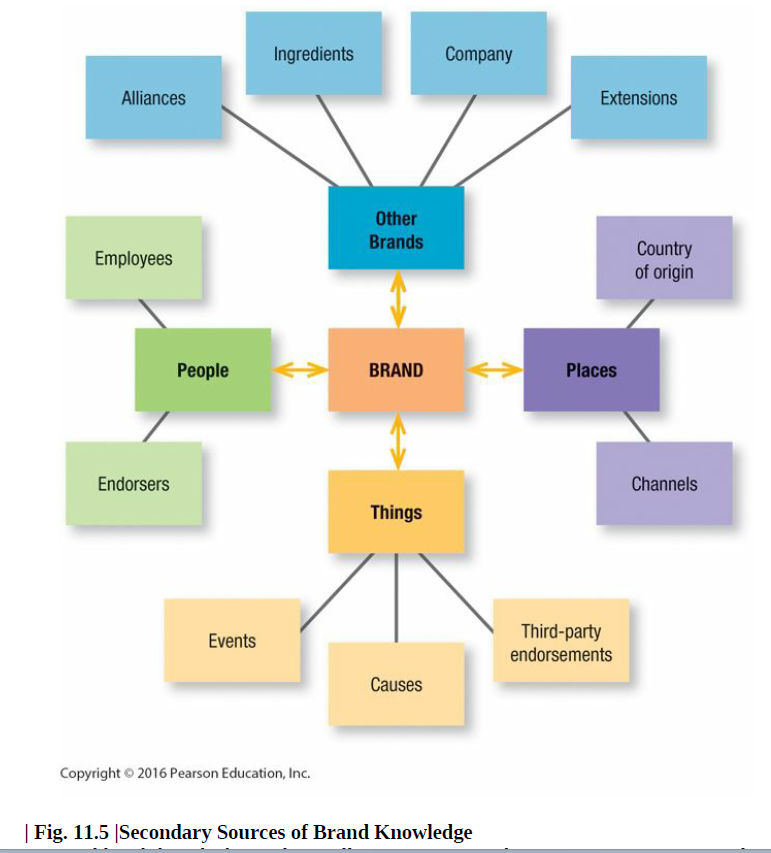 Ingredients
Company
Alliances
Extensions
Other
Brands
Employees
Country
of origin
People
BRAND
Places
Endorsers
Channels
Things
Events
Third-party
endorsements
Causes
Copyright © 2016 Pearson Education, Inc.
| Fig. 11.5 |Secondary Sources of Brand Knowledge